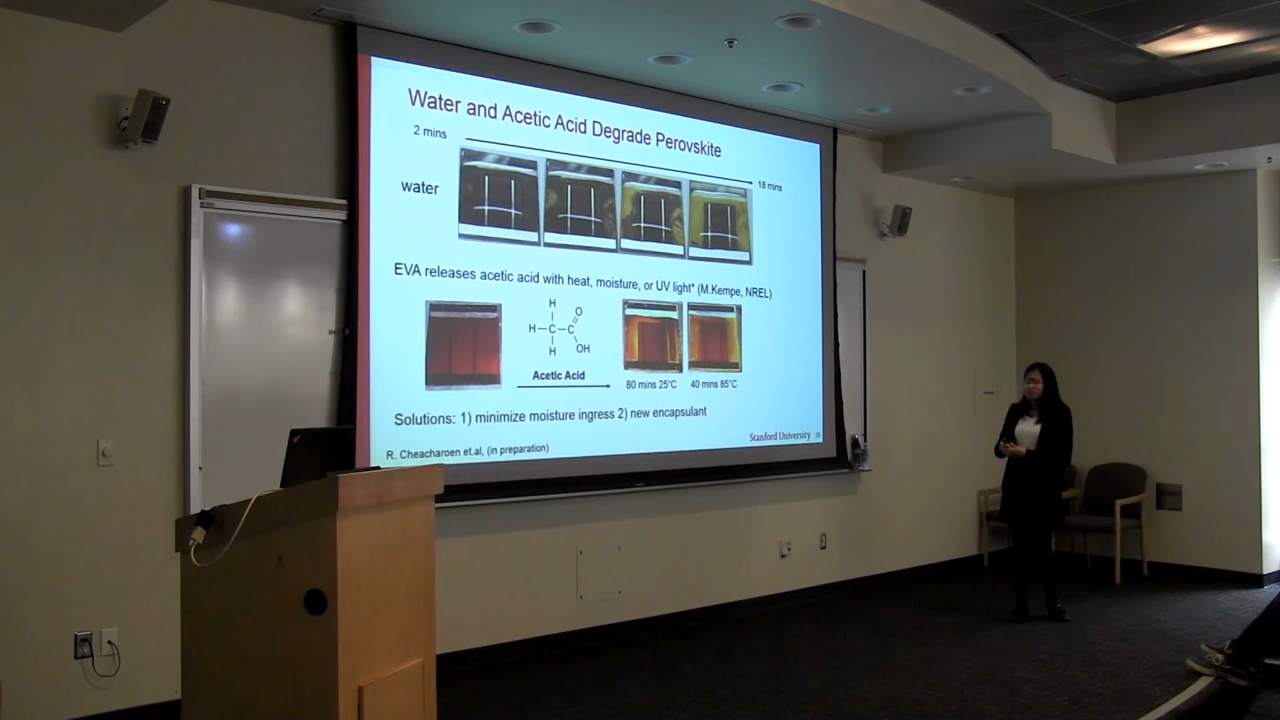 Water and Acetic Acid Degrade Perovskite
2 mins
18 mins
water
EVA releases acetic acid with heat, moisture, or UV light* (M.Kempe, NREL)
H
O
H—C—C
H
OH
Acetic Acid
80 mins 25°C
40 mins 85°C
Solutions: 1) minimize moisture ingress 2) new encapsulant
Stanford University
R. Cheacharoen et.al, (in preparation)